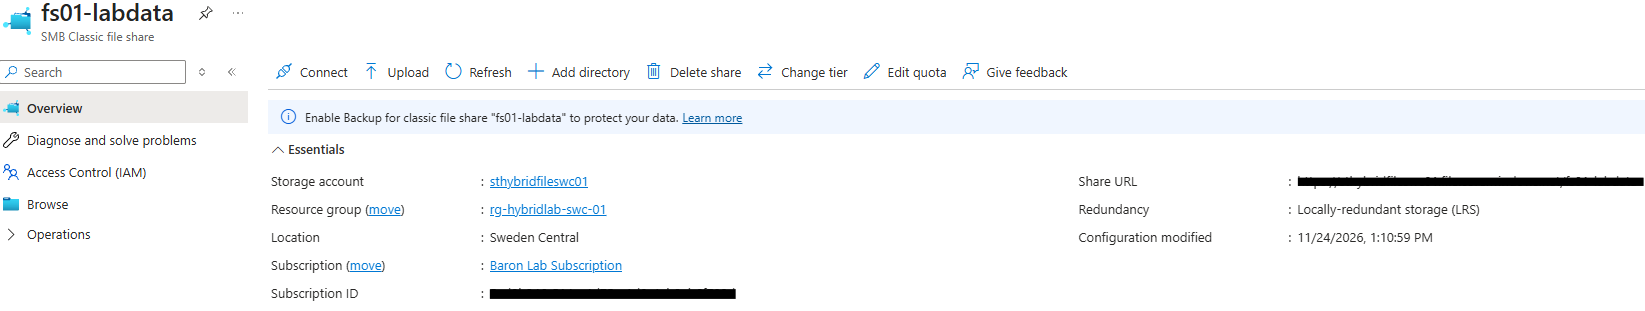 fs01-labdata
SMB Classic file share
Search
Overview
Diagnose and solve problems
Access Control (IAM)
Browse
Operations
Connect Upload Refresh Add directory Delete share Change tier Edit quota Give feedback
Enable Backup for classic file share "fs01-labdata" to protect your data. Learn more
Essentials
Storage account : sthybridfileswc01
Resource group (move) : rg-hybridlab-swc-01
Location : Sweden Central
Subscription (move) : Baron Lab Subscription
Subscription ID :
Share URL :
Redundancy : Locally-redundant storage (LRS)
Configuration modified : 11/24/2026, 1:10:59 PM